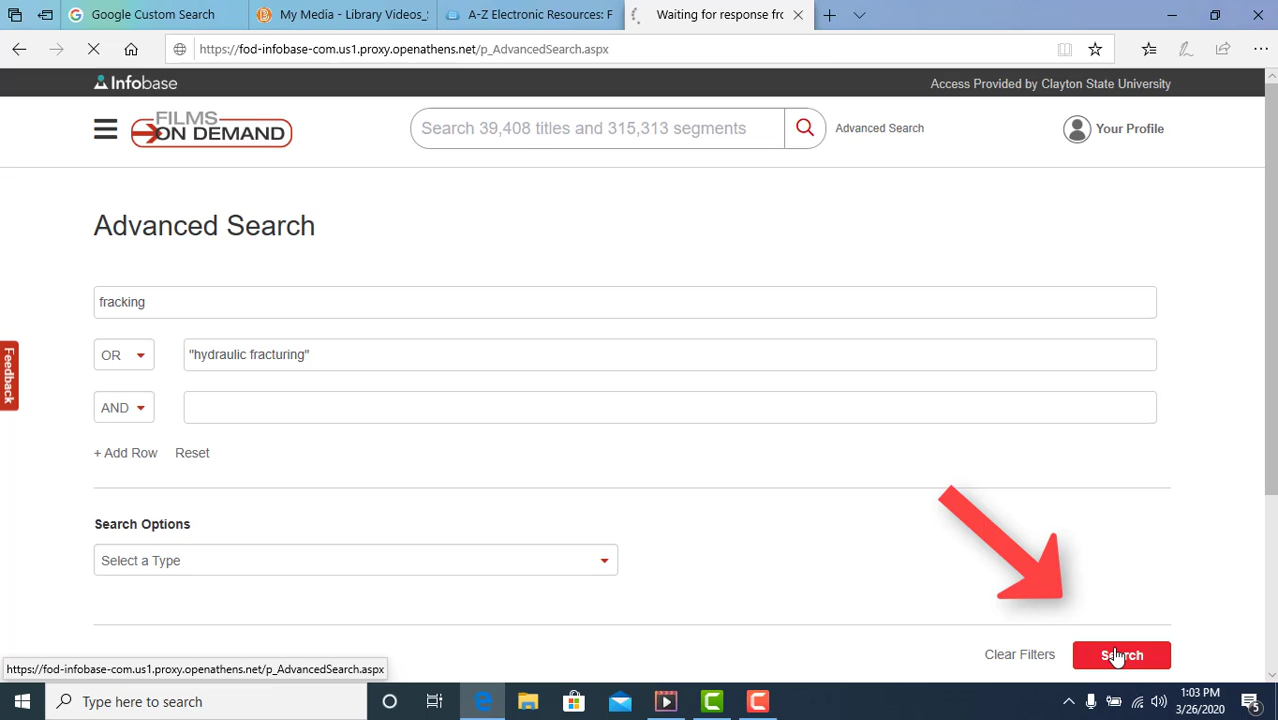 Google Custom Search
My Media - Library Videos_S
A-Z Electronic Resources: F
Waiting for response fro
https://fod-infobase-com.us1.proxy.openathens.net/p_AdvancedSearch.aspx
Infobase
Access Provided by Clayton State University
FILMS
ON DEMAND
Search 39,408 titles and 315,313 segments
Advanced Search
Your Profile
Advanced Search
fracking
OR
"hydraulic fracturing"
Feedback
AND
+ Add Row
Reset
Search Options
Select a Type
Clear Filters
Search
https://fod-infobase-com.us1.proxy.openathens.net/p_AdvancedSearch.aspx
Type here to search
1:03 PM
3/26/2020
5